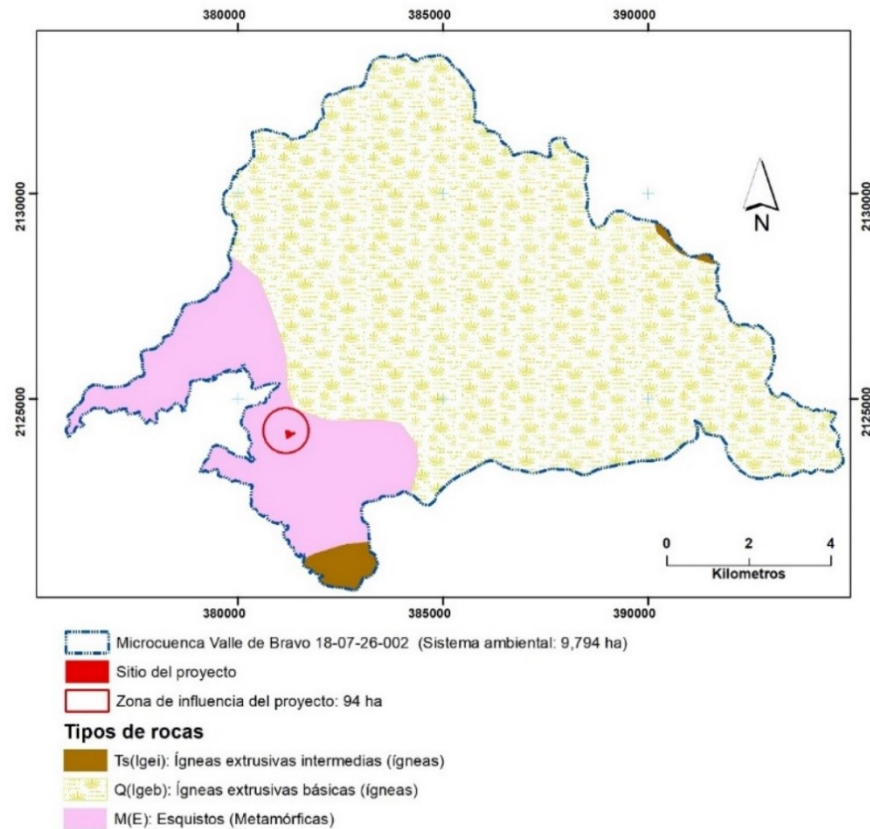 380000 385000 390000
2130000 2130000
N
2125000 2125000
0 2 4
Kilometros
380000 385000 390000
Microcuenca Valle de Bravo 18-07-26-002 (Sistema ambiental: 9,794 ha)
Sitio del proyecto
Zona de influencia del proyecto: 94 ha
Tipos de rocas
Ts(Igei): Ígneas extrusivas intermedias (ígneas)
Q(Igeb): Ígneas extrusivas básicas (ígneas)
M(E): Esquistos (Metamórficas)